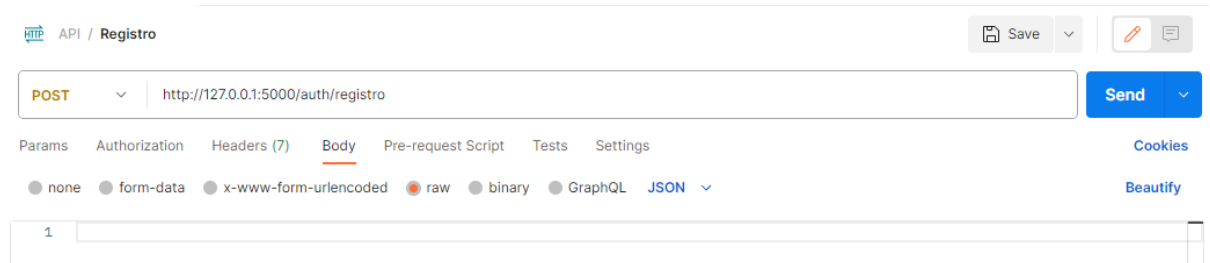 HTTP API / Registro Save
POST http://127.0.0.1:5000/auth/registro Send
Params Authorization Headers (7) Body Pre-request Script Tests Settings Cookies
none form-data x-www-form-urlencoded raw binary GraphQL JSON Beautify
1